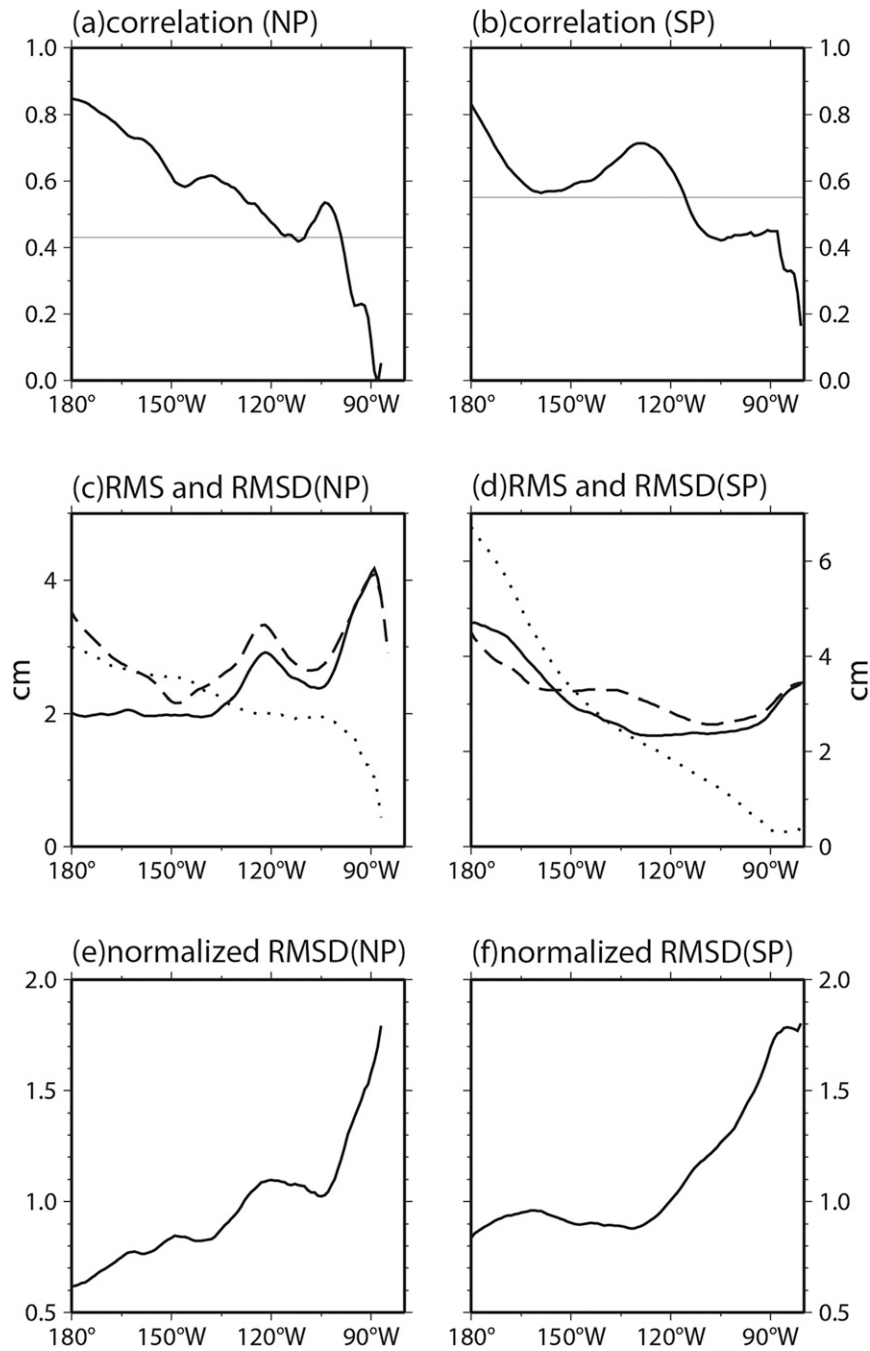 (a)correlation (NP)
(b)correlation (SP)
1.0
0.8
0.6
0.4
0.2
0.0
180° 150°W 120°W 90°W
1.0
0.8
0.6
0.4
0.2
0.0
180° 150°W 120°W 90°W
(c)RMS and RMSD(NP)
(d)RMS and RMSD(SP)
cm
4
2
0
180° 150°W 120°W 90°W
6
4
2
0
cm
180° 150°W 120°W 90°W
(e)normalized RMSD(NP)
(f)normalized RMSD(SP)
2.0
1.5
1.0
0.5
180° 150°W 120°W 90°W
2.0
1.5
1.0
0.5
180° 150°W 120°W 90°W